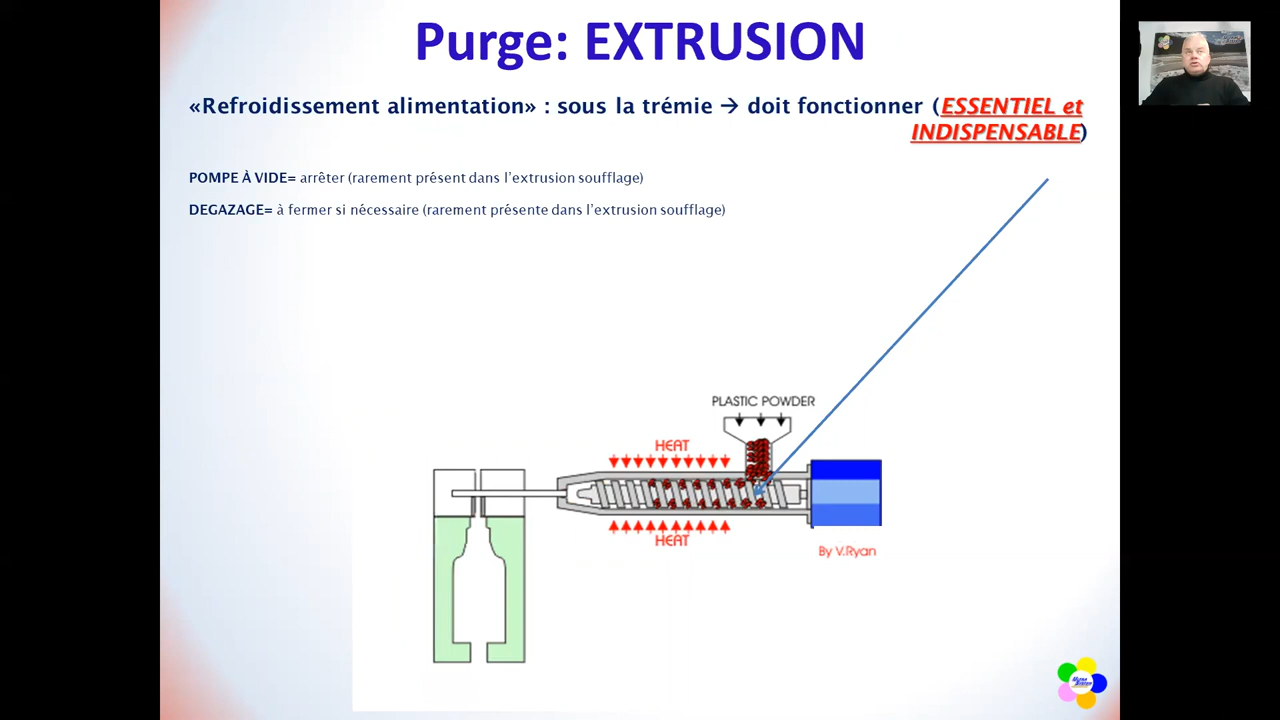 Purge: EXTRUSION
«Refroidissement alimentation» : sous la trémie → doit fonctionner (ESSENTIEL et
INDISPENSABLE)
POMPE À VIDE= arrêter (rarement présent dans l'extrusion soufflage)
DEGAZAGE= à fermer si nécessaire (rarement présente dans l'extrusion soufflage)
PLASTIC POWDER
HEAT
HEAT
By V.Ryan